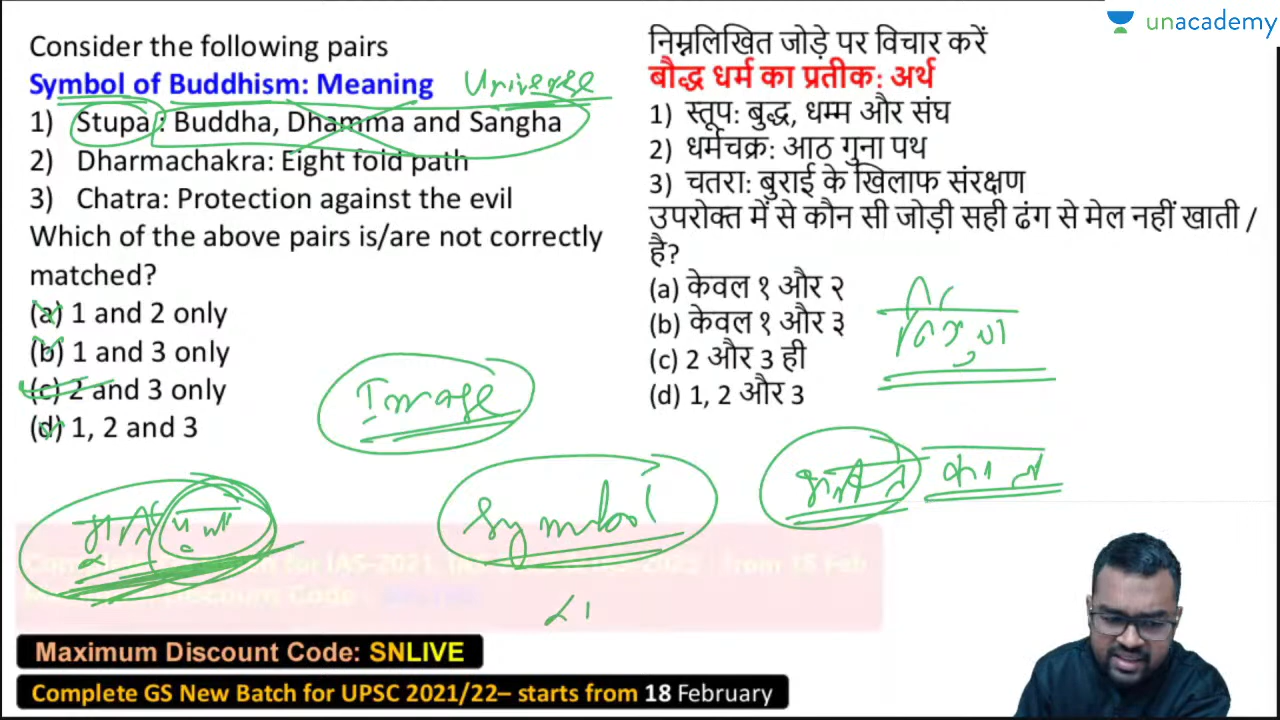 unacademy
Consider the following pairs
Symbol of Buddhism: Meaning
Universe
1) Stupa : Buddha, Dhamma and Sangha
2) Dharmachakra: Eight fold path
3) Chatra: Protection against the evil
Which of the above pairs is/are not correctly
matched?
(a) 1 and 2 only
(b) 1 and 3 only
(c) 2 and 3 only
(d) 1, 2 and 3
निम्नलिखित जोड़े पर विचार करें
बौद्ध धर्म का प्रतीक: अर्थ
1) स्तूप: बुद्ध, धम्म और संघ
2) धर्मचक्र: आठ गुना पथ
3) चतरा: बुराई के खिलाफ संरक्षण
उपरोक्त में से कौन सी जोड़ी सही ढंग से मेल नहीं खाती /
है?
(a) केवल १ और २
(b) केवल १ और ३
(c) 2 और 3 ही
(d) 1, 2 और 3
Image
Symbol
Maximum Discount Code: SNLIVE
Complete GS New Batch for UPSC 2021/22– starts from 18 February